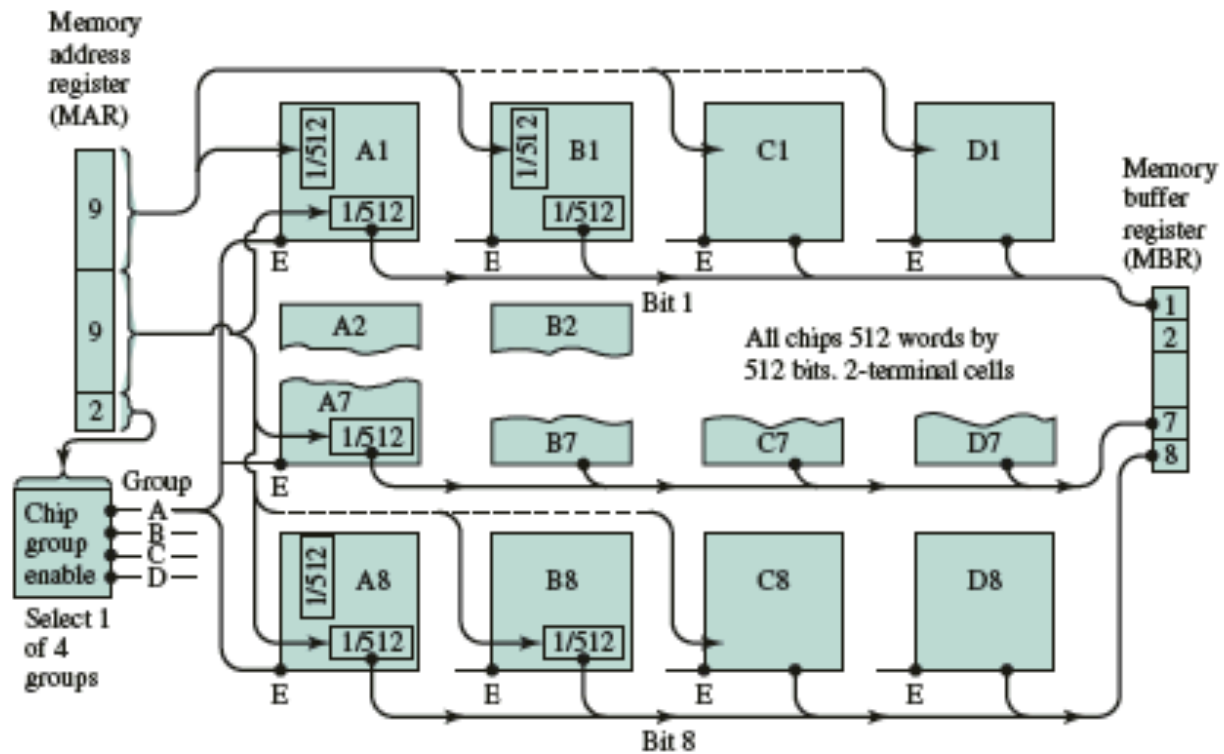 Memory
address
register
(MAR)
9
9
2
1/512
A1
1/512
E
1/512
B1
1/512
E
C1
E
D1
E
Bit 1
Memory
buffer
register
(MBR)
1
2
7
8
A2
B2
All chips 512 words by
512 bits. 2-terminal cells
A7
1/512
E
B7
C7
D7
Group
A
B
C
D
Chip
group
enable
Select 1
of 4
groups
1/512
A8
1/512
E
B8
1/512
E
C8
E
D8
E
Bit 8